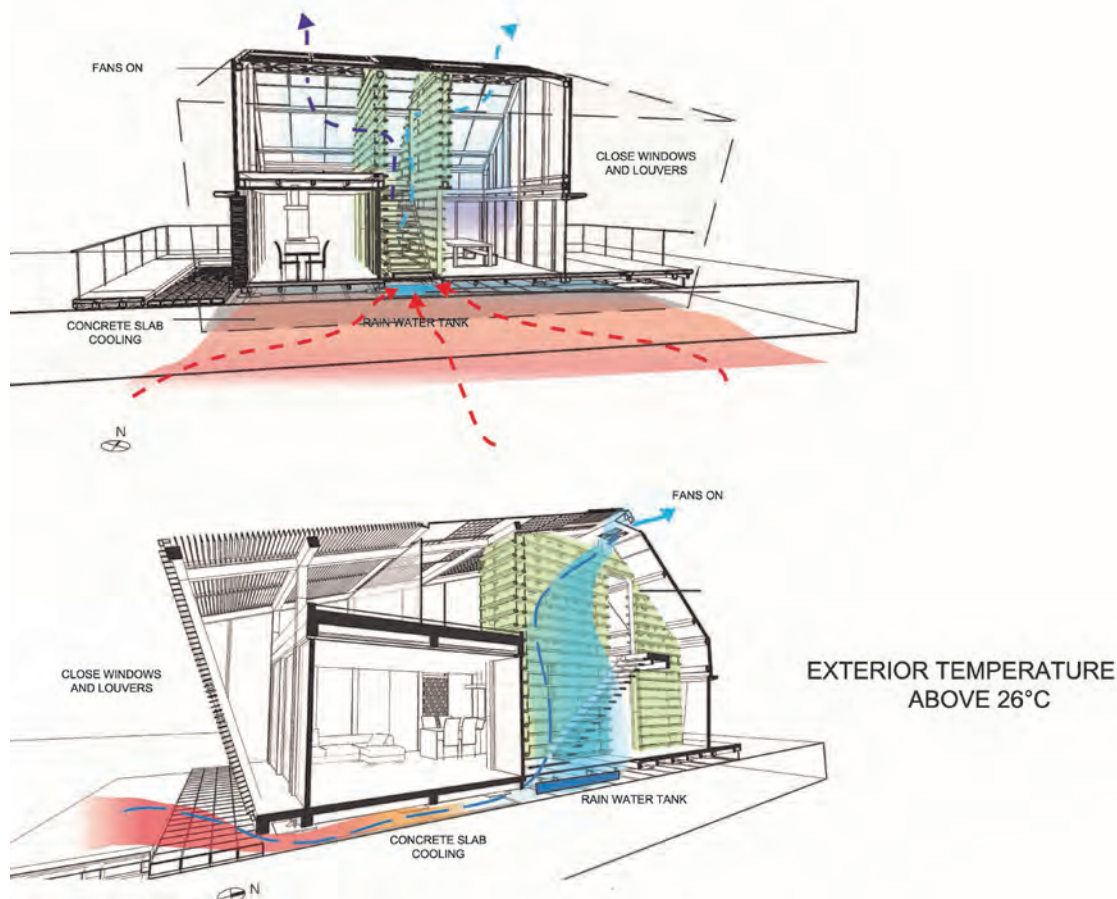 FANS ON
CLOSE WINDOWS
AND LOUVERS
CONCRETE SLAB
COOLING
RAIN WATER TANK
N
FANS ON
CLOSE WINDOWS
AND LOUVERS
EXTERIOR TEMPERATURE
ABOVE 26°C
RAIN WATER TANK
CONCRETE SLAB
COOLING
N